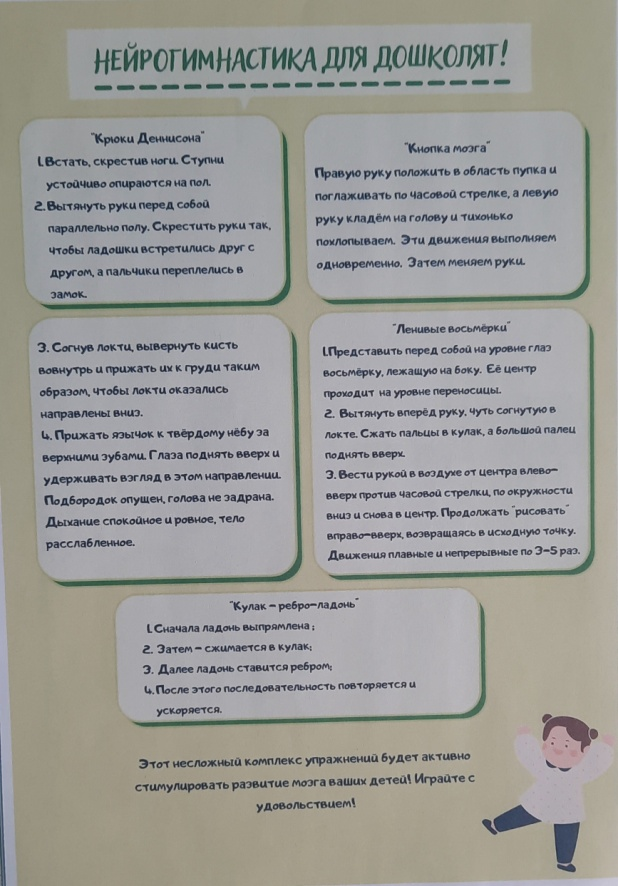 НЕЙРОГИМНАСТИКА ДЛЯ ДОШКОЛЯТ!
"Крюки Деннисона"
1.Встать, скрестив ноги. Ступни
устойчиво опираются на пол.
2. Вытянуть руки перед собой
параллельно полу. Скрестить руки так,
чтобы ладошки встретились друг с
другом, а пальчики переплелись в
замок.
"Кнопка мозга"
Правую руку положить в область пупка и
поглаживать по часовой стрелке, а левую
руку кладём на голову и тихонько
похлопываем. Эти движения выполняем
одновременно. Затем меняем руки.
3. Согнув локти, вывернуть кисть
вовнутрь и прижать их к груди таким
образом, чтобы локти оказались
направлены вниз.
4. Прижать язычок к твёрдому нёбу за
верхними зубами. Глаза поднять вверх и
удерживать взгляд в этом направлении.
Подбородок опущен, голова не задрана.
Дыхание спокойное и ровное, тело
расслабленное.
"Ленивые восьмёрки"
1.Представить перед собой на уровне глаз
восьмёрку, лежащую на боку. Её центр
проходит на уровне переносицы.
2. Вытянуть вперёд руку, чуть согнутую в
локте. Сжать пальцы в кулак, а большой палец
поднять вверх.
3. Вести рукой в воздухе от центра влево-
вверх против часовой стрелки, по окружности
вниз и снова в центр. Продолжать "рисовать"
вправо-вверх, возвращаясь в исходную точку.
Движения плавные и непрерывные по 3-5 раз.
"Кулак - ребро-ладонь"
1. Сначала ладонь выпрямлена ;
2. Затем - сжимается в кулак;
3. Далее ладонь ставится ребром;
4. После этого последовательность повторяется и
ускоряется.
Этот несложный комплекс упражнений будет активно
стимулировать развитие мозга ваших детей! Играйте с
удовольствием!